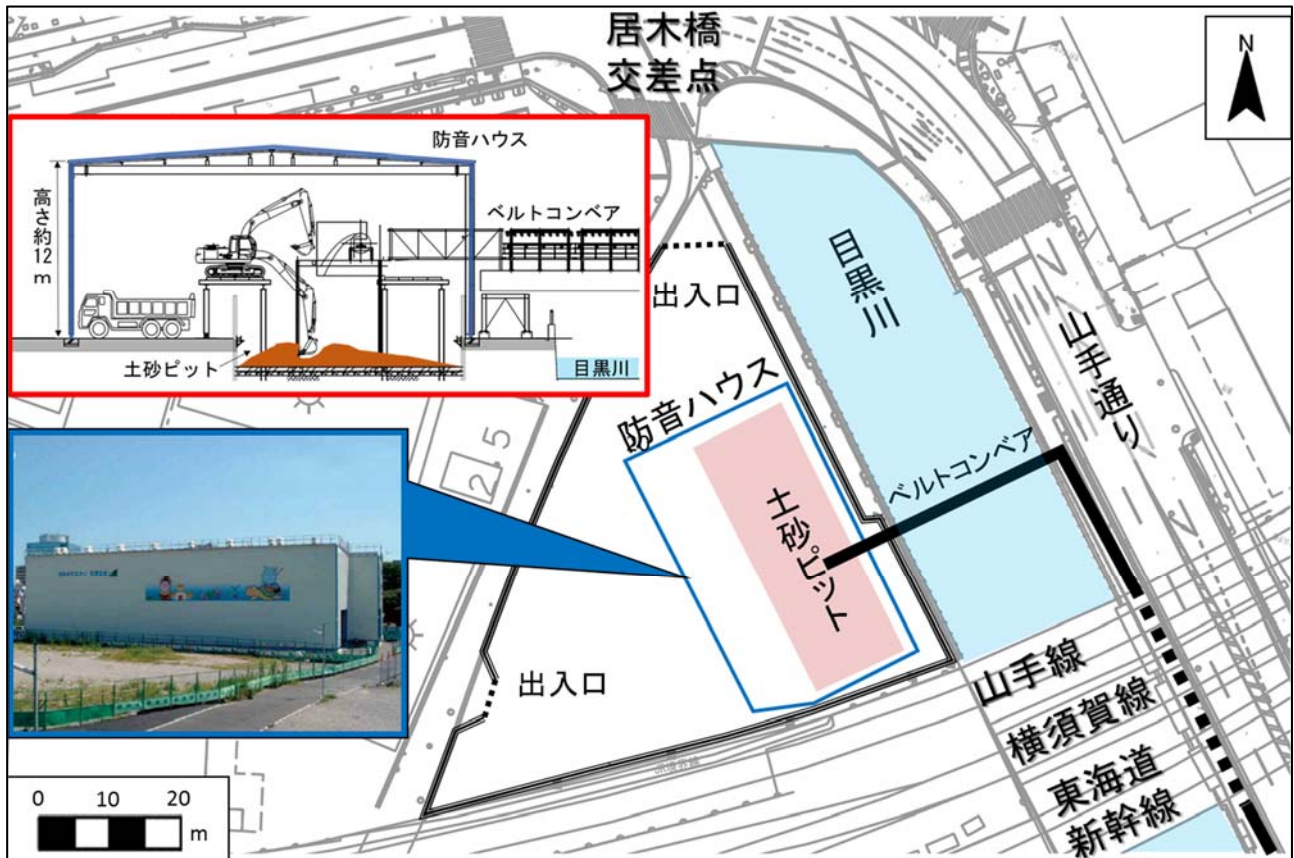 居木橋
交差点
N
防音ハウス
高さ約12m
ベルトコンベア
土砂ピット
目黒川
出入口
目黒川
山手通り
防音ハウス
2.5
ベルトコンベア
土砂ピット
出入口
山手線
横須賀線
東海道
新幹線
0 10 20
m